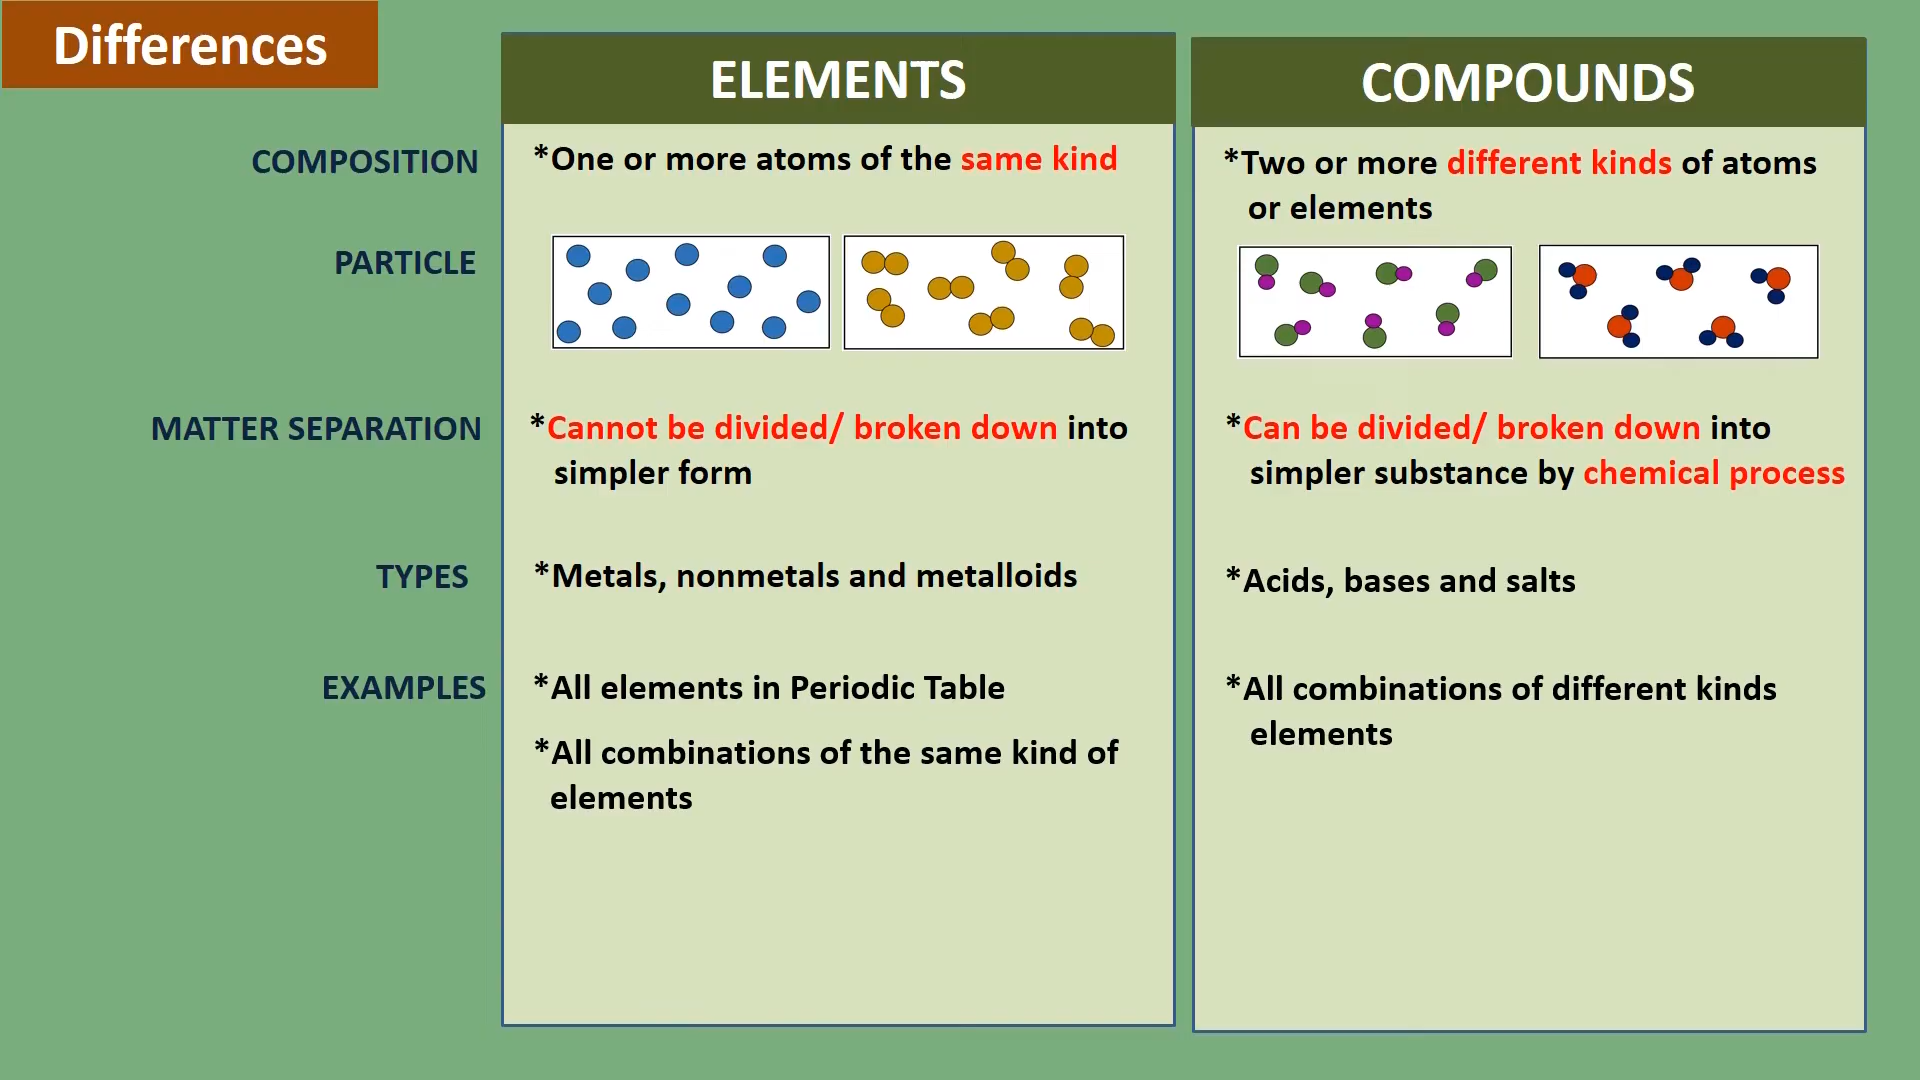 Differences
ELEMENTS
COMPOUNDS
COMPOSITION
*One or more atoms of the same kind
*Two or more different kinds of atoms
or elements
PARTICLE
MATTER SEPARATION
*Cannot be divided/ broken down into
simpler form
*Can be divided/ broken down into
simpler substance by chemical process
TYPES
*Metals, nonmetals and metalloids
*Acids, bases and salts
EXAMPLES
*All elements in Periodic Table
*All combinations of the same kind of
elements
*All combinations of different kinds
elements